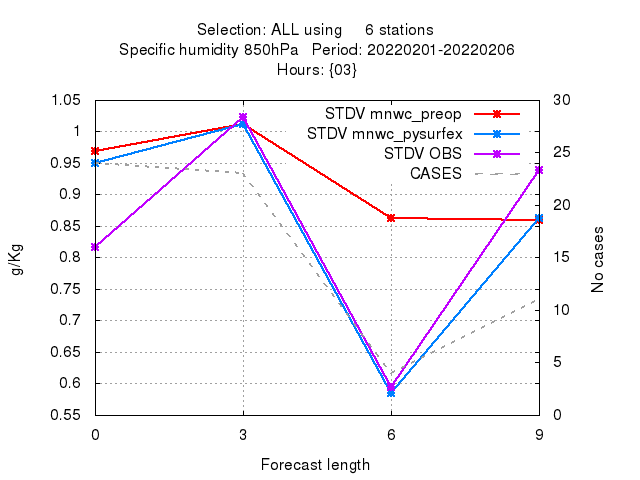 Selection: ALL using 6 stations
Specific humidity 850hPa Period: 20220201-20220206
Hours: {03}
STDV mnwc_preop
STDV mnwc_pysurfex
STDV OBS
CASES
1.05
1
0.95
0.9
0.85
0.8
0.75
0.7
0.65
0.6
0.55
g/Kg
30
25
20
15
10
5
0
No cases
0 3 6 9
Forecast length